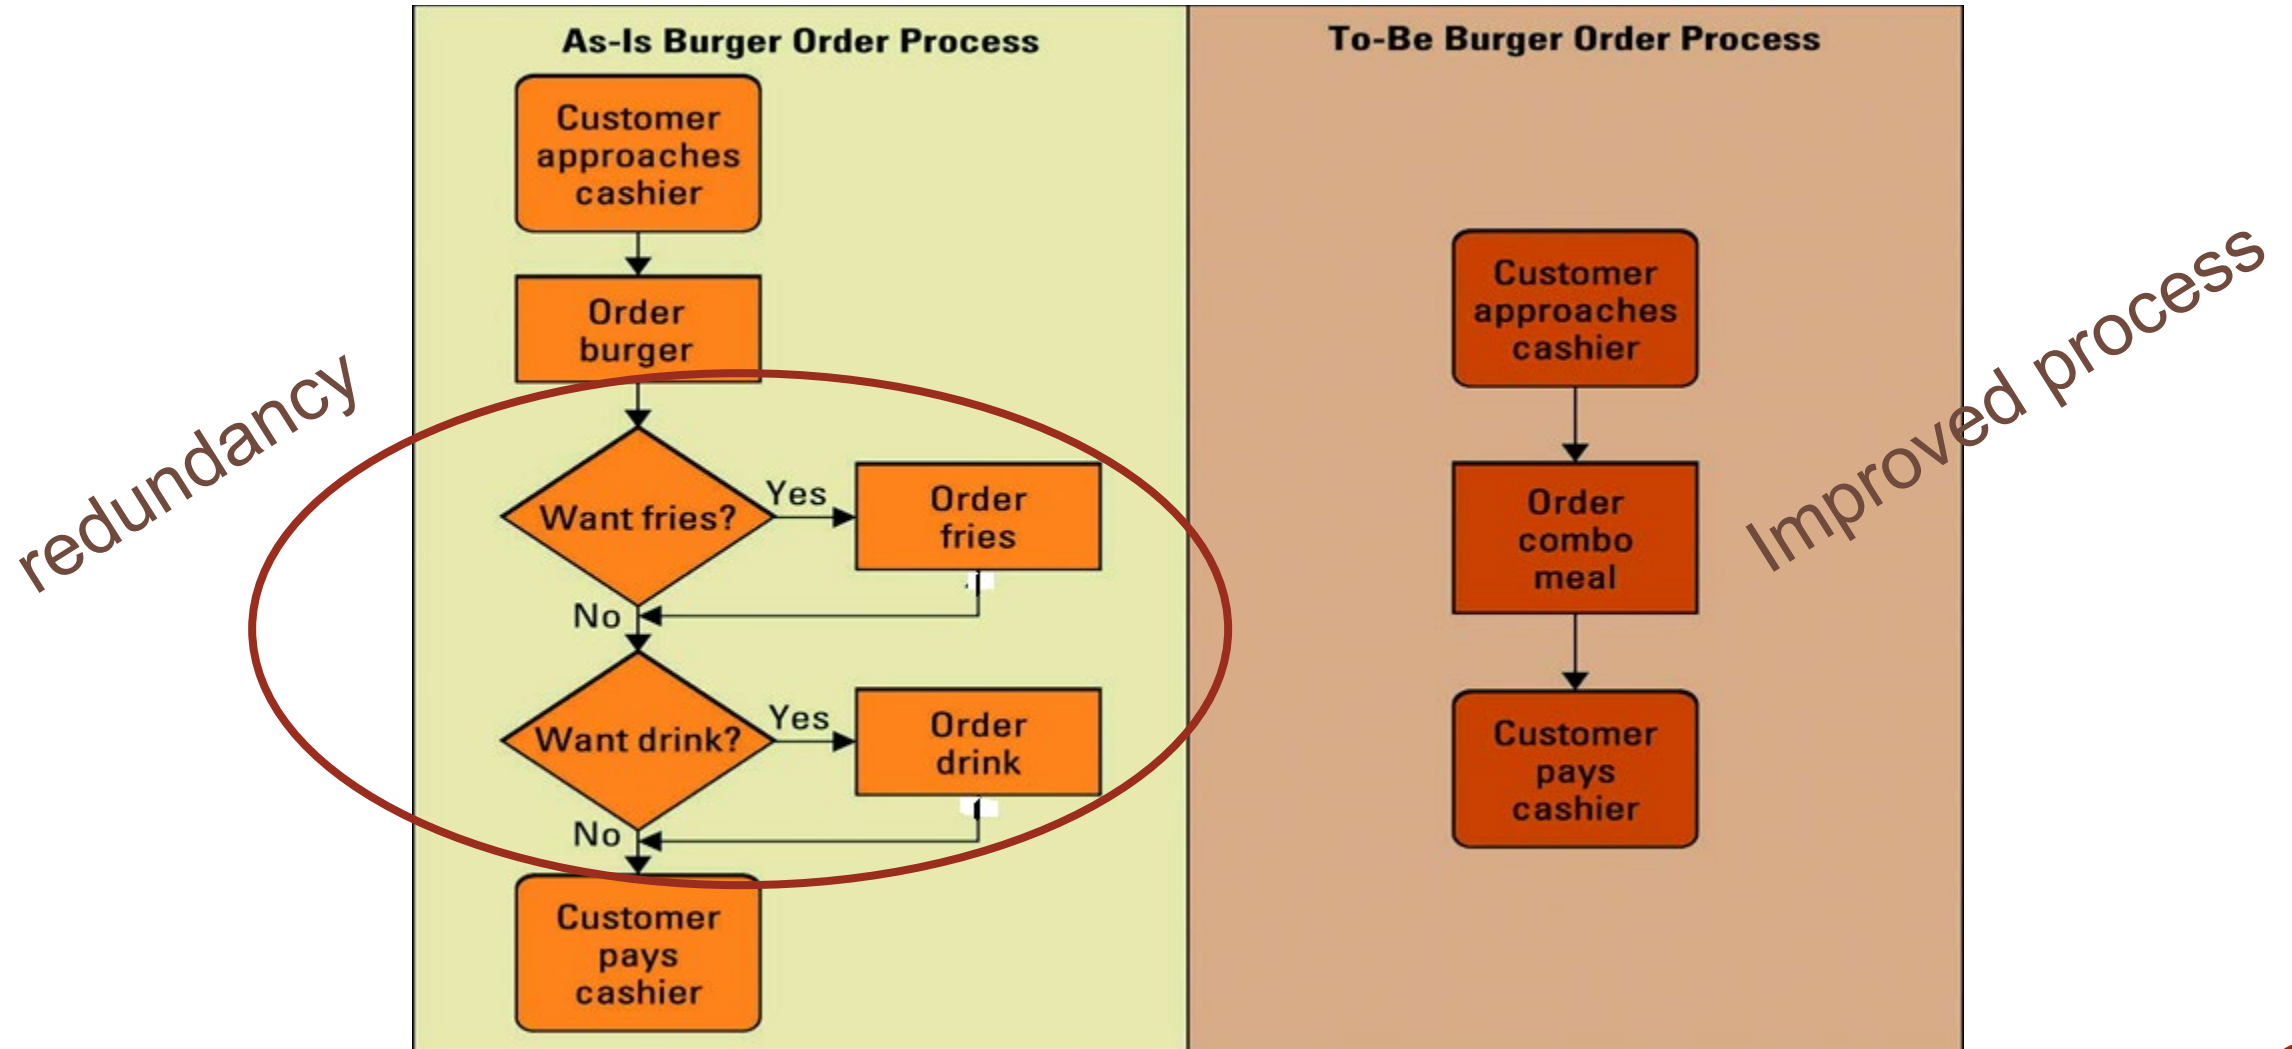 As-Is Burger Order Process
Customer
approaches
cashier
Order
burger
Want fries?
Yes
Order
fries
No
Want drink?
Yes
Order
drink
No
Customer
pays
cashier
redundancy
To-Be Burger Order Process
Customer
approaches
cashier
Order
combo
meal
Customer
pays
cashier
Improved process